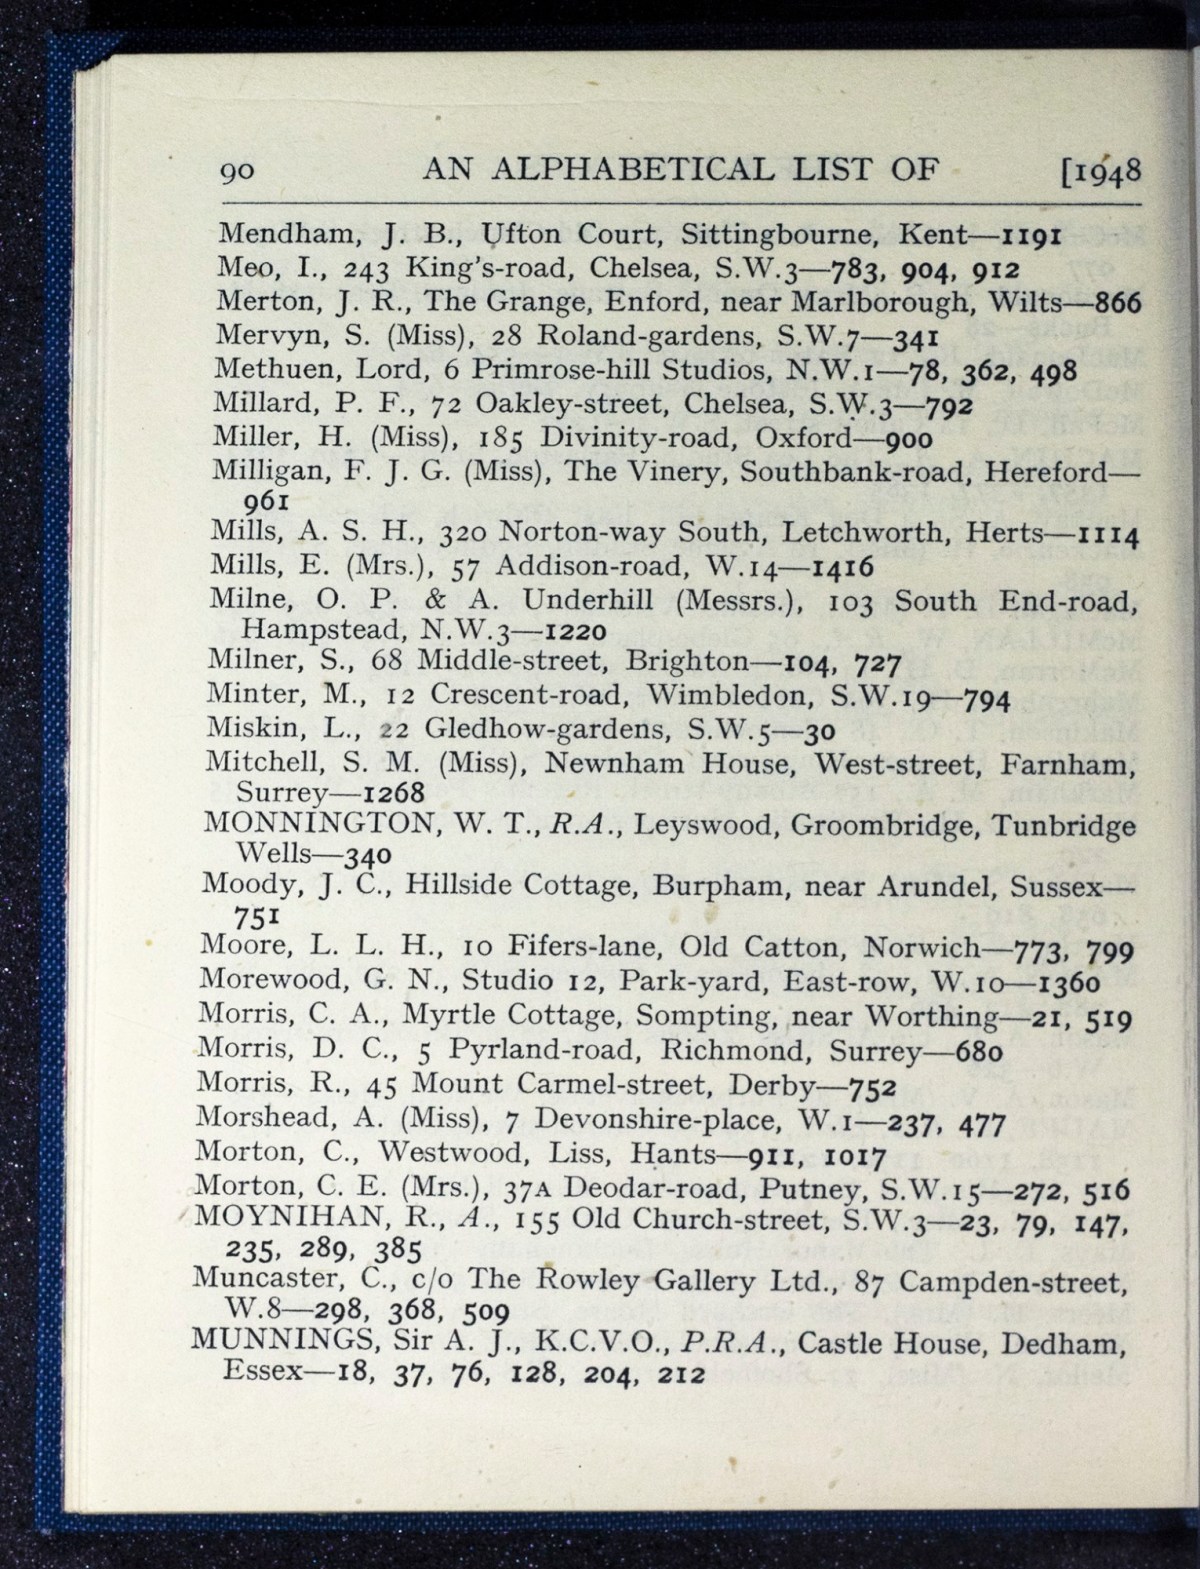 90 AN ALPHABETICAL LIST OF [1948
Mendham, J. B., Ufton Court, Sittingbourne, Kent—1191
Meo, I., 243 King's-road, Chelsea, S.W.3—783, 904, 912
Merton, J. R., The Grange, Enford, near Marlborough, Wilts—866
Mervyn, S. (Miss), 28 Roland-gardens, S.W.7—341
Methuen, Lord, 6 Primrose-hill Studios, N.W.1—78, 362, 498
Millard, P. F., 72 Oakley-street, Chelsea, S.W.3—792
Miller, H. (Miss), 185 Divinity-road, Oxford—900
Milligan, F. J. G. (Miss), The Vinery, Southbank-road, Hereford—
961
Mills, A. S. H., 320 Norton-way South, Letchworth, Herts—1114
Mills, E. (Mrs.), 57 Addison-road, W.14—1416
Milne, O. P. & A. Underhill (Messrs.), 103 South End-road,
Hampstead, N.W.3—1220
Milner, S., 68 Middle-street, Brighton—104, 727
Minter, M., 12 Crescent-road, Wimbledon, S.W.19—794
Miskin, L., 22 Gledhow-gardens, S.W.5—30
Mitchell, S. M. (Miss), Newnham House, West-street, Farnham,
Surrey—1268
MONNINGTON, W. T., R.A., Leyswood, Groombridge, Tunbridge
Wells—340
Moody, J. C., Hillside Cottage, Burpham, near Arundel, Sussex—
751
Moore, L. L. H., 10 Fifers-lane, Old Catton, Norwich—773, 799
Morewood, G. N., Studio 12, Park-yard, East-row, W.10—1360
Morris, C. A., Myrtle Cottage, Sompting, near Worthing—21, 519
Morris, D. C., 5 Pyrland-road, Richmond, Surrey—680
Morris, R., 45 Mount Carmel-street, Derby—752
Morshead, A. (Miss), 7 Devonshire-place, W.1—237, 477
Morton, C., Westwood, Liss, Hants—911, 1017
Morton, C. E. (Mrs.), 37A Deodar-road, Putney, S.W.15—272, 516
MOYNIHAN, R., A., 155 Old Church-street, S.W.3—23, 79, 147,
235, 289, 385
Muncaster, C., c/o The Rowley Gallery Ltd., 87 Campden-street,
W.8—298, 368, 509
MUNNINGS, Sir A. J., K.C.V.O., P.R.A., Castle House, Dedham,
Essex—18, 37, 76, 128, 204, 212